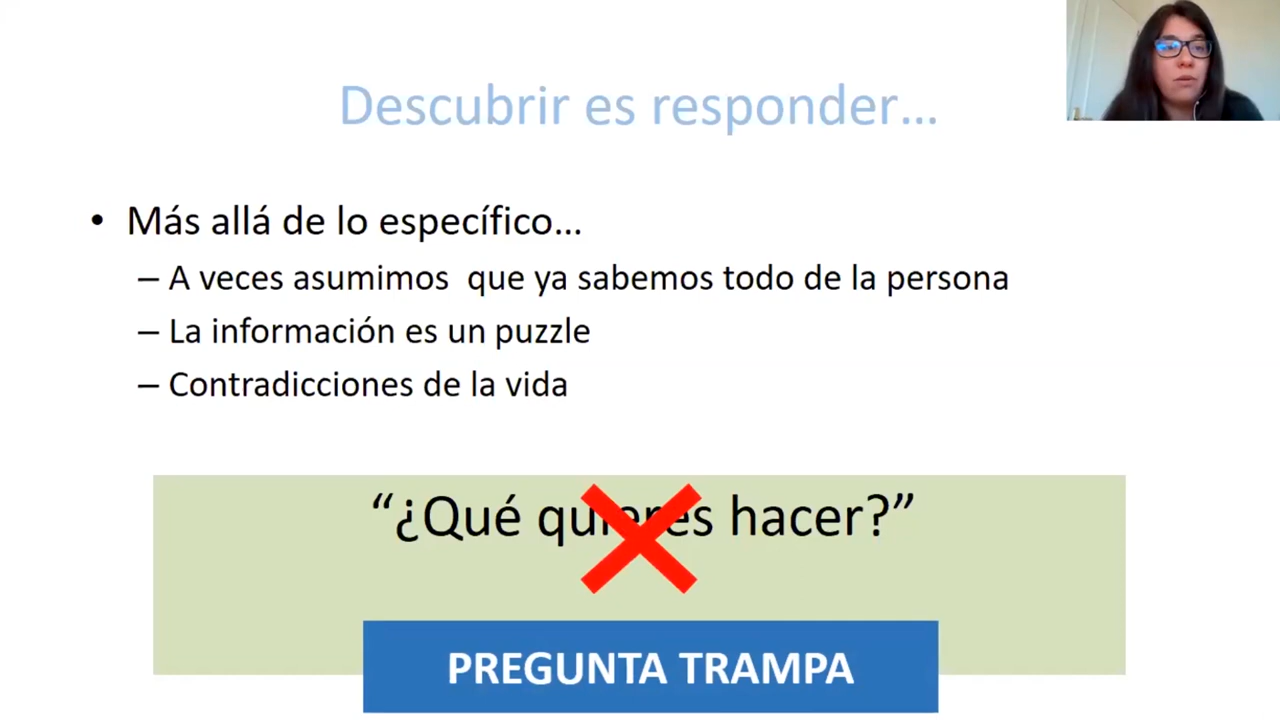 Descubrir es responder...
• Más allá de lo específico...
– A veces asumimos  que ya sabemos todo de la persona
– La información es un puzzle
– Contradicciones de la vida
“¿Qué quieres hacer?”
PREGUNTA TRAMPA